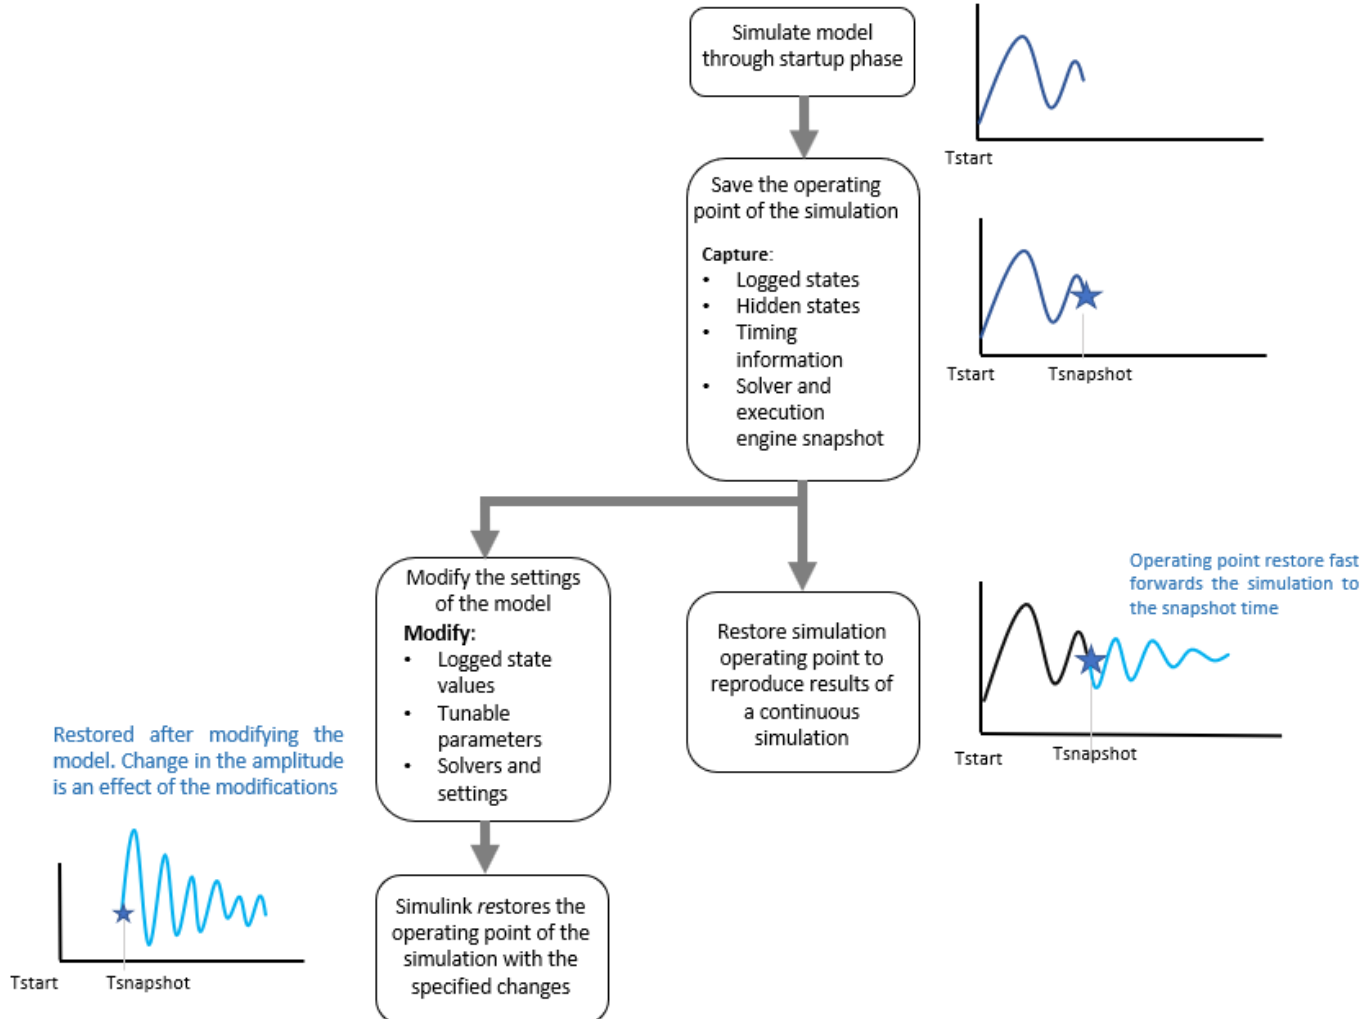 Simulate model
through startup phase
Tstart
Save the operating
point of the simulation
Capture:
• Logged states
• Hidden states
• Timing
information
• Solver and
execution
engine snapshot
Tstart Tsnapshot
Modify the settings
of the model
Modify:
• Logged state
values
• Tunable
parameters
• Solvers and
settings
Restore simulation
operating point to
reproduce results of
a continuous
simulation
Operating point restore fast
forwards the simulation to
the snapshot time
Tstart Tsnapshot
Restored after modifying the
model. Change in the amplitude
is an effect of the modifications
Tstart Tsnapshot
Simulink restores the
operating point of the
simulation with the
specified changes